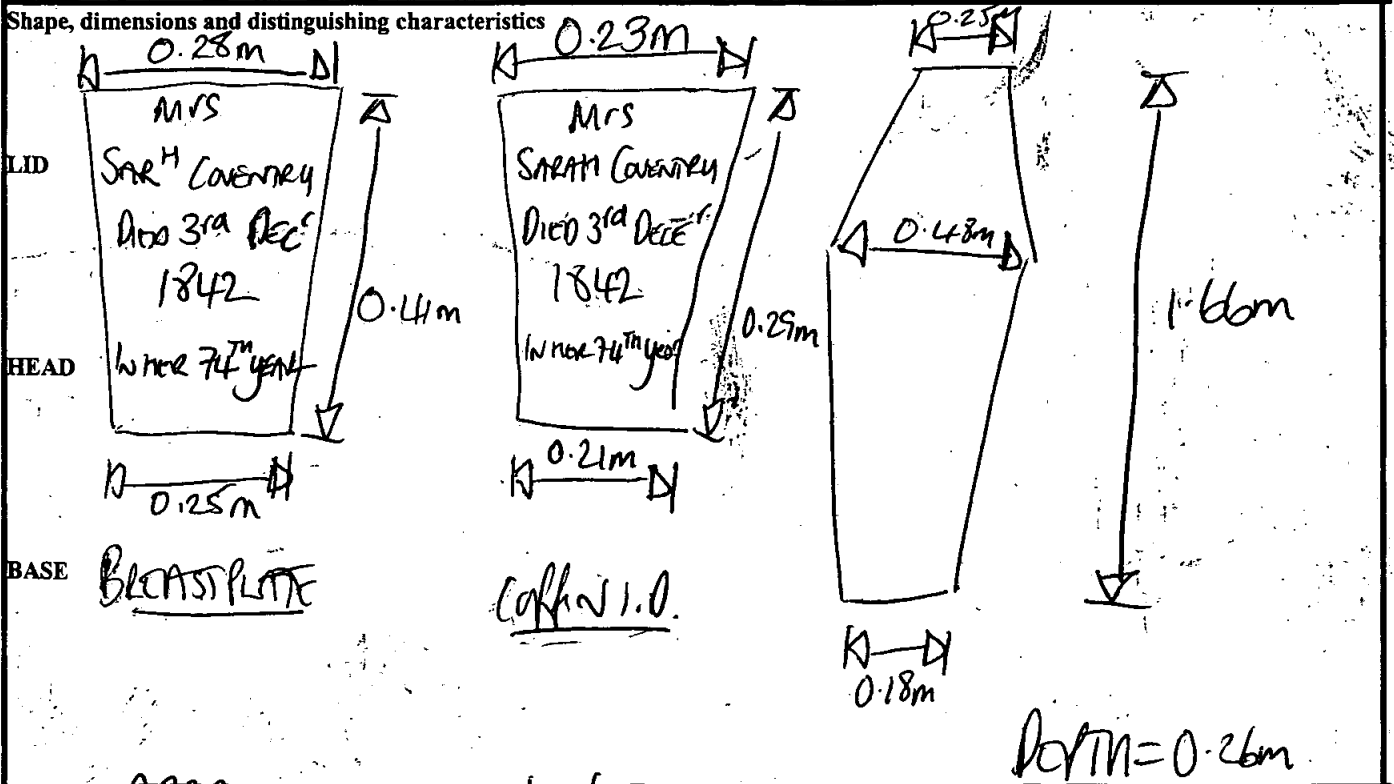 Shape, dimensions and distinguishing characteristics
0.28m
Mrs
SARH COVENTRY
DIED 3rd DECr
1842
IN HER 74TH YEAR
0.41m
0.25m
BREASTPLATE
0.23m
Mrs
SARAH COVENTRY
DIED 3rd DECEr.
1842
IN HER 74TH year
0.29m
0.21m
Coffin I.D.
0.25m
0.48m
1.66m
0.18m
DEPTH=0.26m
LID
HEAD
BASE